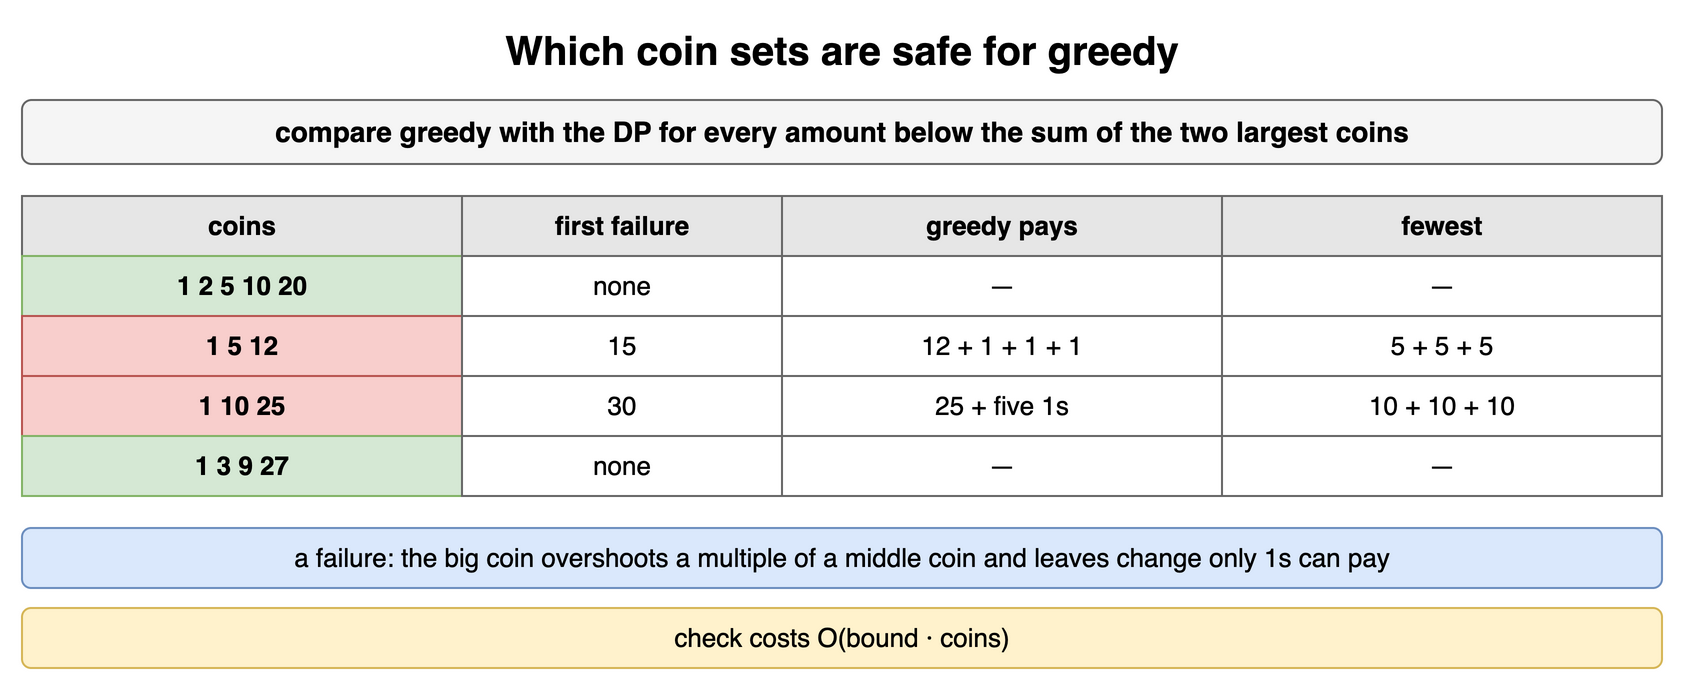 Which coin sets are safe for greedy
compare greedy with the DP for every amount below the sum of the two largest coins
coins first failure greedy pays fewest
1 2 5 10 20 none — —
1 5 12 15 12 + 1 + 1 + 1 5 + 5 + 5
1 10 25 30 25 + five 1s 10 + 10 + 10
1 3 9 27 none — —
a failure: the big coin overshoots a multiple of a middle coin and leaves change only 1s can pay
check costs O(bound · coins)